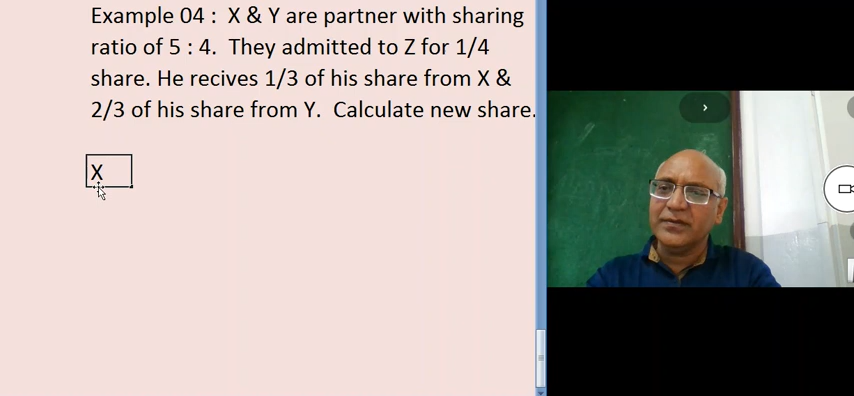 Example 04 : X & Y are partner with sharing
ratio of 5 : 4. They admitted to Z for 1/4
share. He recives 1/3 of his share from X &
2/3 of his share from Y. Calculate new share.
X